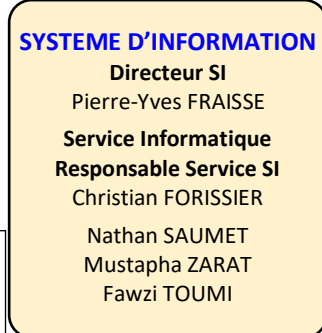 SYSTEME D’INFORMATION
Directeur SI
Pierre-Yves FRAISSE
Service Informatique
Responsable Service SI
Christian FORISSIER
Nathan SAUMET
Mustapha ZARAT
Fawzi TOUMI